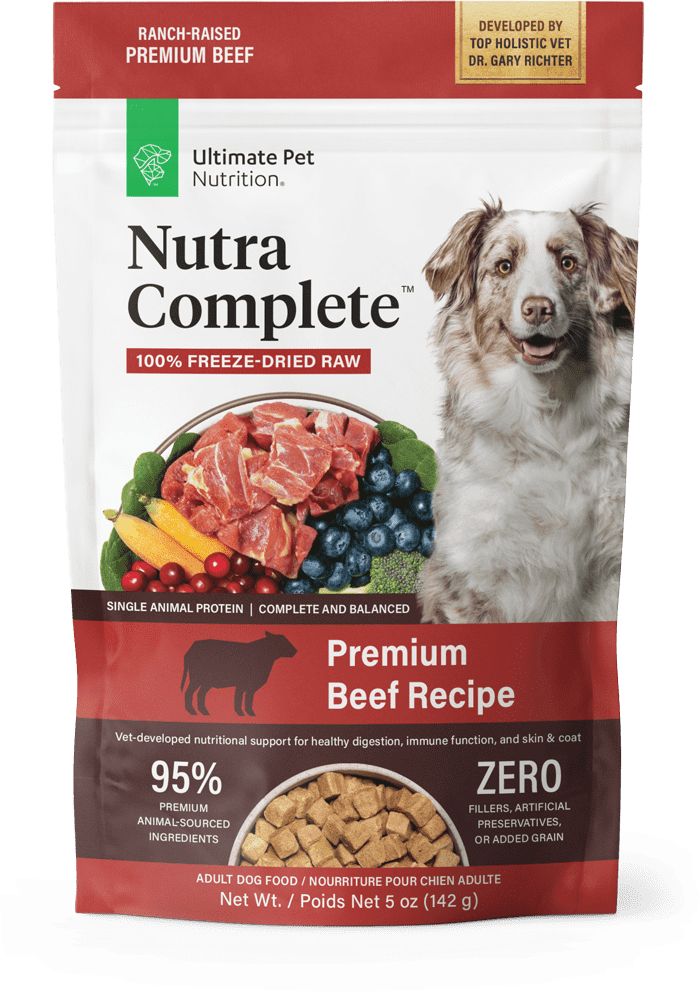 RANCH-RAISED
PREMIUM BEEF
DEVELOPED BY
TOP HOLISTIC VET
DR. GARY RICHTER
Ultimate Pet
Nutrition®
Nutra
Complete™
100% FREEZE-DRIED RAW
SINGLE ANIMAL PROTEIN | COMPLETE AND BALANCED
Premium
Beef Recipe
Vet-developed nutritional support for healthy digestion, immune function, and skin & coat
95%
PREMIUM
ANIMAL-SOURCED
INGREDIENTS
ZERO
FILLERS, ARTIFICIAL
PRESERVATIVES,
OR ADDED GRAIN
ADULT DOG FOOD / NOURRITURE POUR CHIEN ADULTE
Net Wt. / Poids Net 5 oz (142 g)